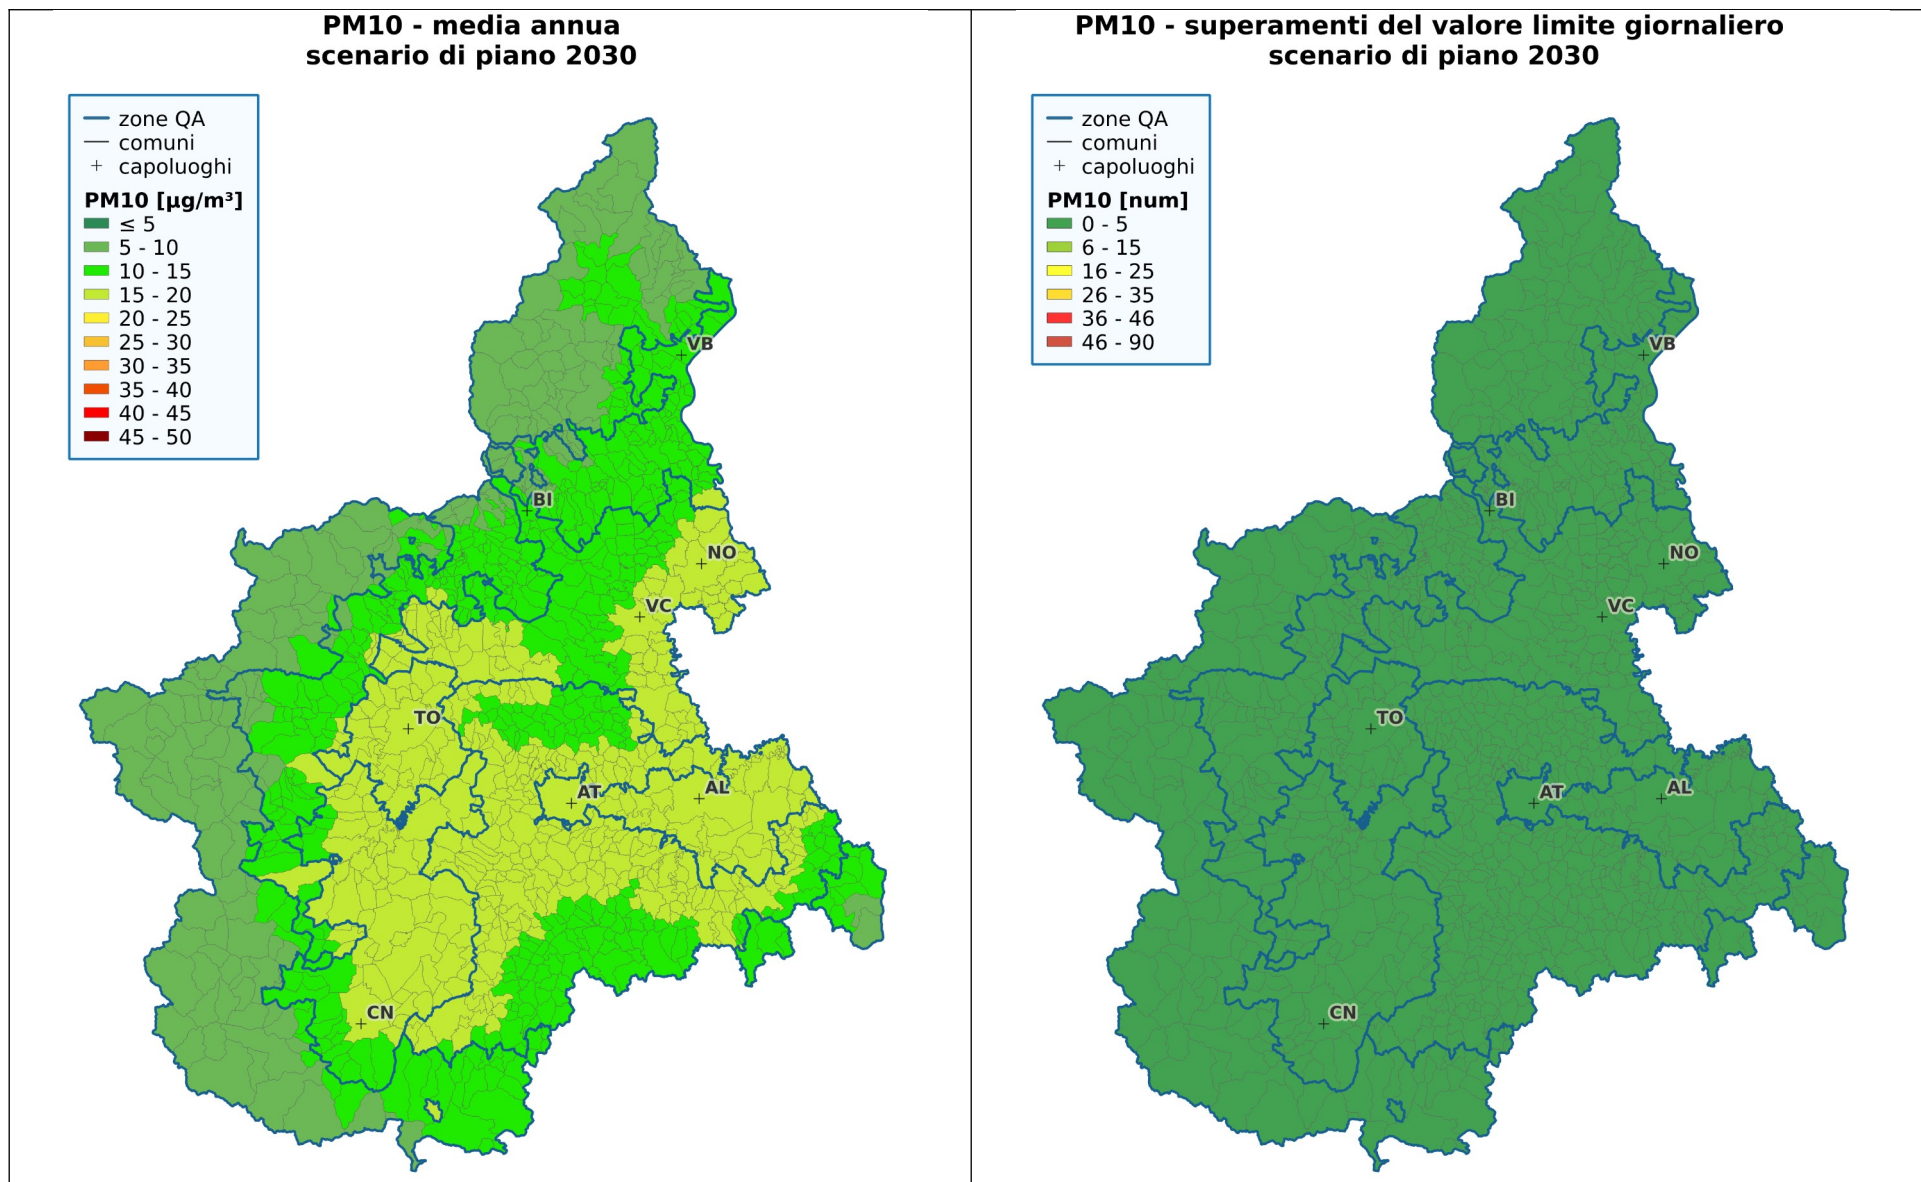 PM10 - media annua
scenario di piano 2030
zone QA
comuni
capoluoghi
PM10 [µg/m³]
≤ 5
5 - 10
10 - 15
15 - 20
20 - 25
25 - 30
30 - 35
35 - 40
40 - 45
45 - 50
VB
BI
NO
VC
TO
AT
AL
CN
PM10 - superamenti del valore limite giornaliero
scenario di piano 2030
zone QA
comuni
capoluoghi
PM10 [num]
0 - 5
6 - 15
16 - 25
26 - 35
36 - 46
46 - 90
VB
BI
NO
VC
TO
AT
AL
CN